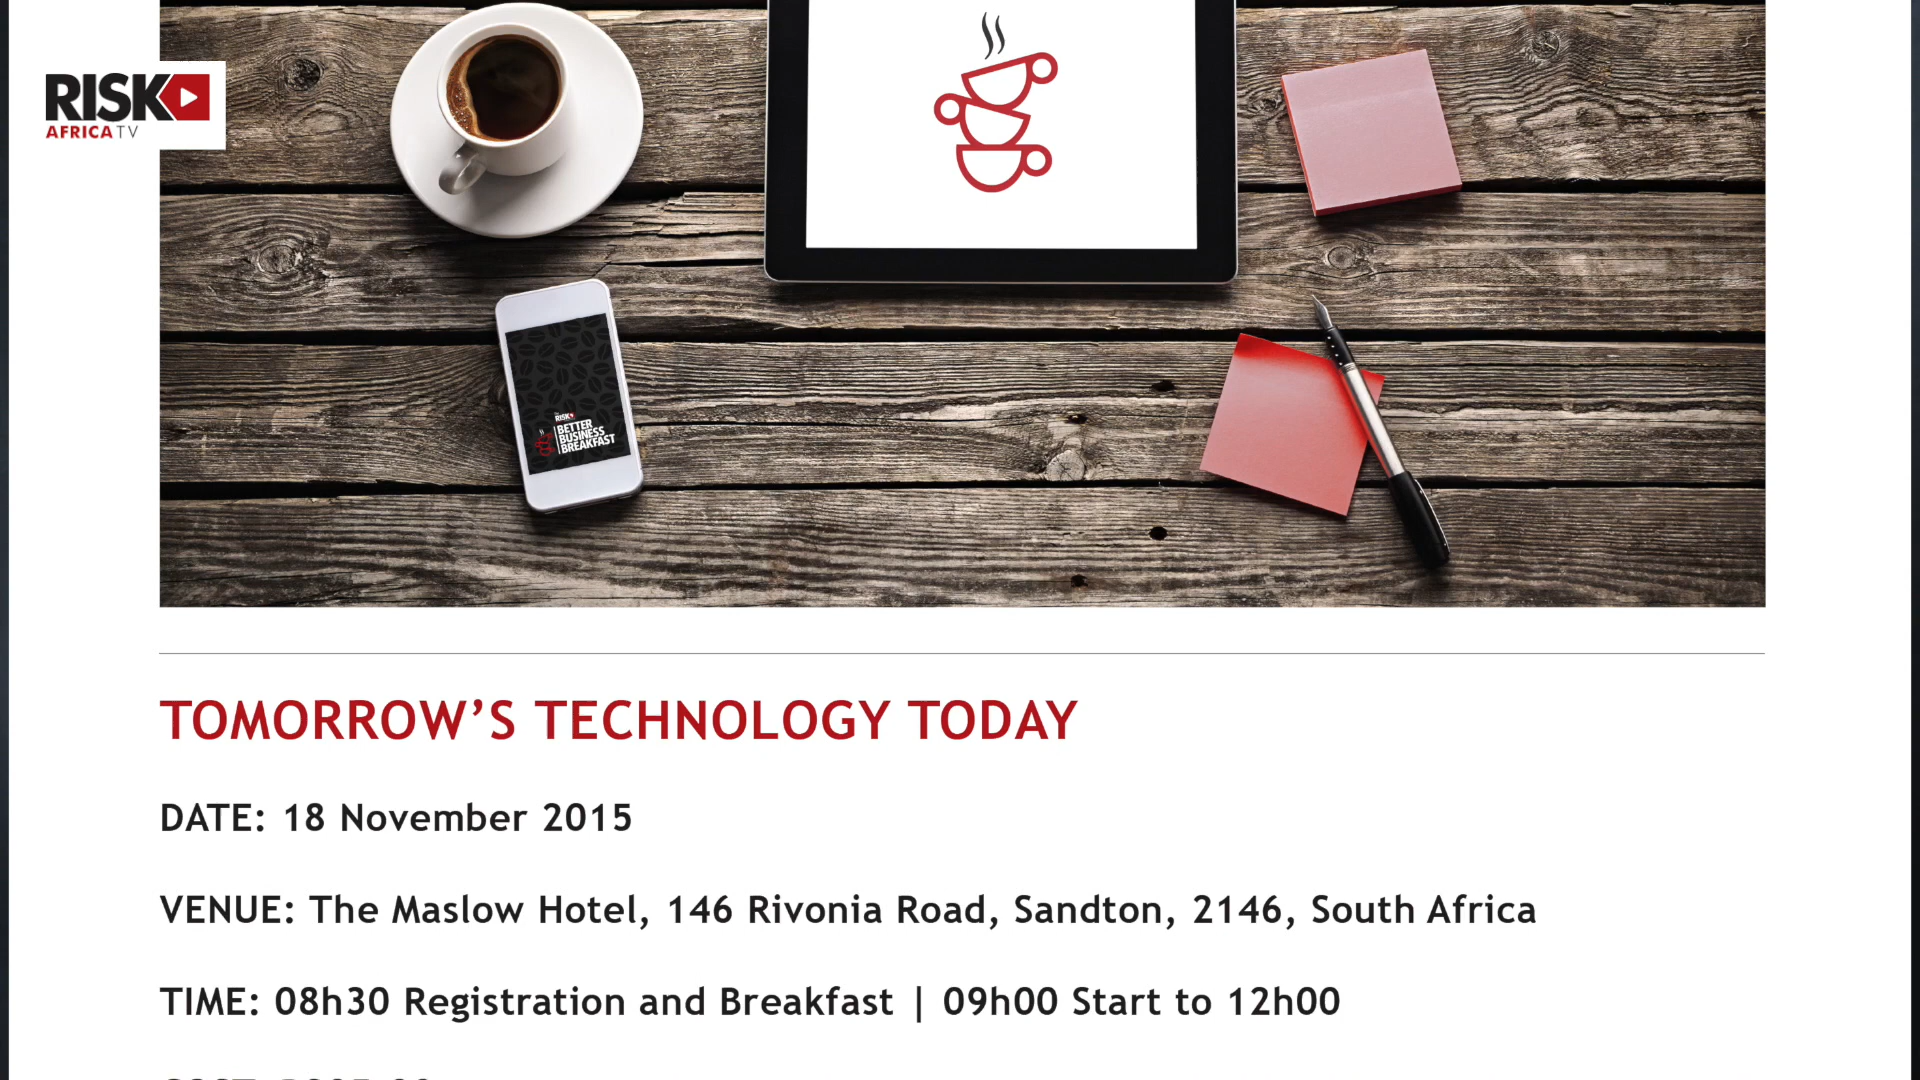 RISK
AFRICA TV
RISK
BETTER
BUSINESS
BREAKFAST
TOMORROW’S TECHNOLOGY TODAY
DATE: 18 November 2015
VENUE: The Maslow Hotel, 146 Rivonia Road, Sandton, 2146, South Africa
TIME: 08h30 Registration and Breakfast | 09h00 Start to 12h00